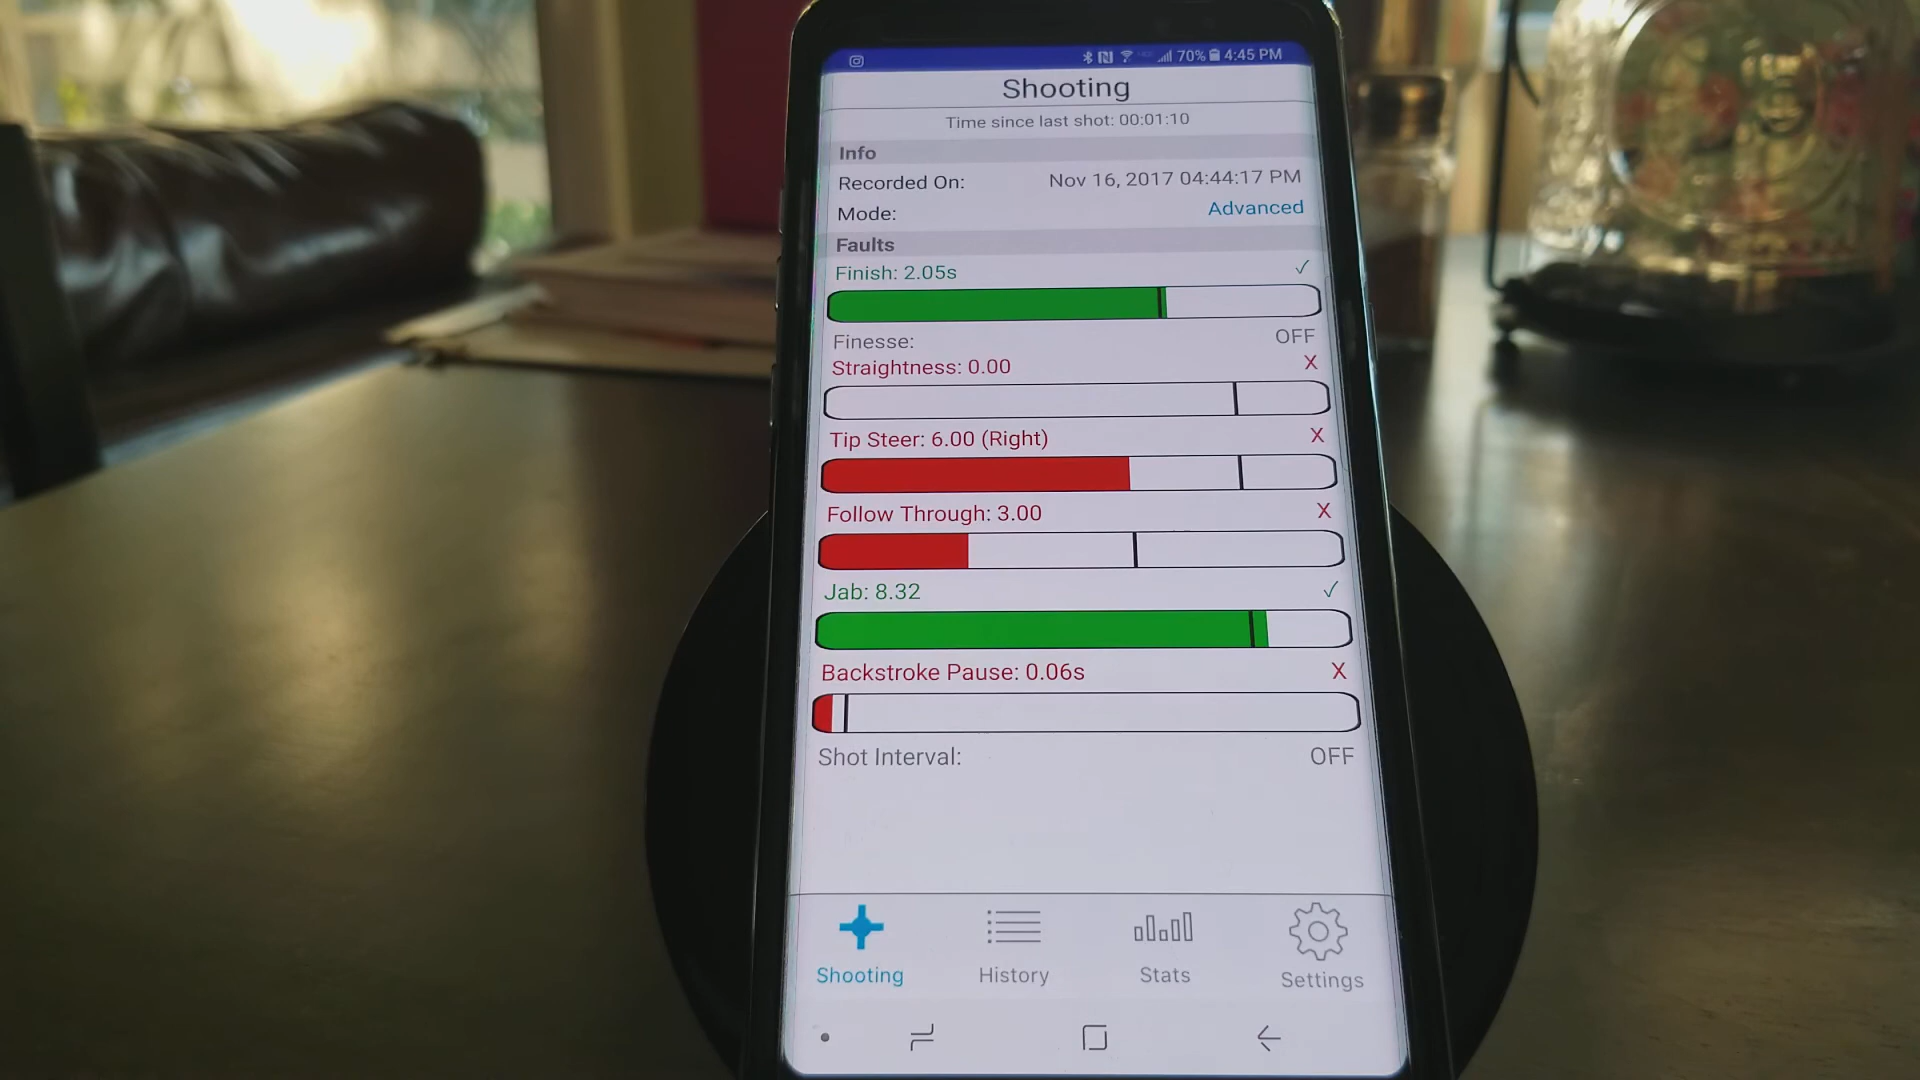 70% 4:45 PM
Shooting
Time since last shot: 00:01:10
Info
Recorded On: Nov 16, 2017 04:44:17 PM
Mode: Advanced
Faults
Finish: 2.05s ✓
Finesse: OFF
Straightness: 0.00 X
Tip Steer: 6.00 (Right) X
Follow Through: 3.00 X
Jab: 8.32 ✓
Backstroke Pause: 0.06s X
Shot Interval: OFF
Shooting History Stats Settings